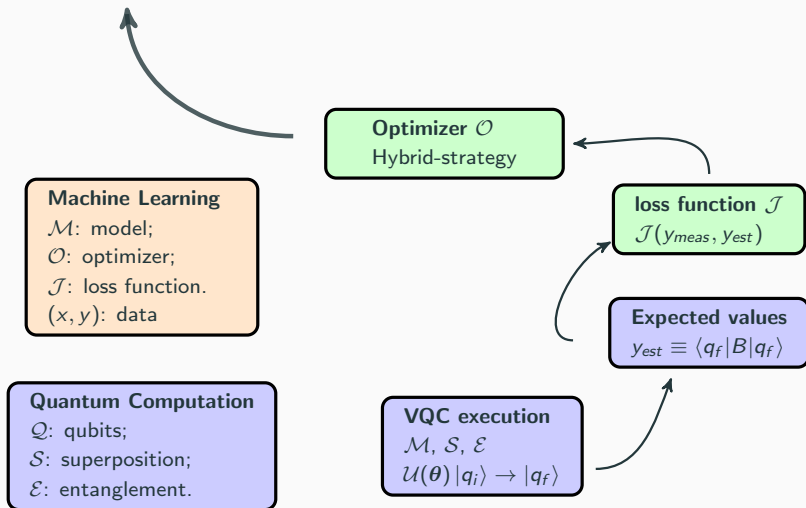 Optimizer 𝒪
Hybrid-strategy
Machine Learning
ℳ: model;
𝒪: optimizer;
𝒥: loss function.
(x, y): data
loss function 𝒥
𝒥(y_meas, y_est)
Expected values
y_est ≡ ⟨q_f|B|q_f⟩
Quantum Computation
𝒬: qubits;
𝒮: superposition;
ℰ: entanglement.
VQC execution
ℳ, 𝒮, ℰ
𝒰(θ) |q_i⟩ → |q_f⟩